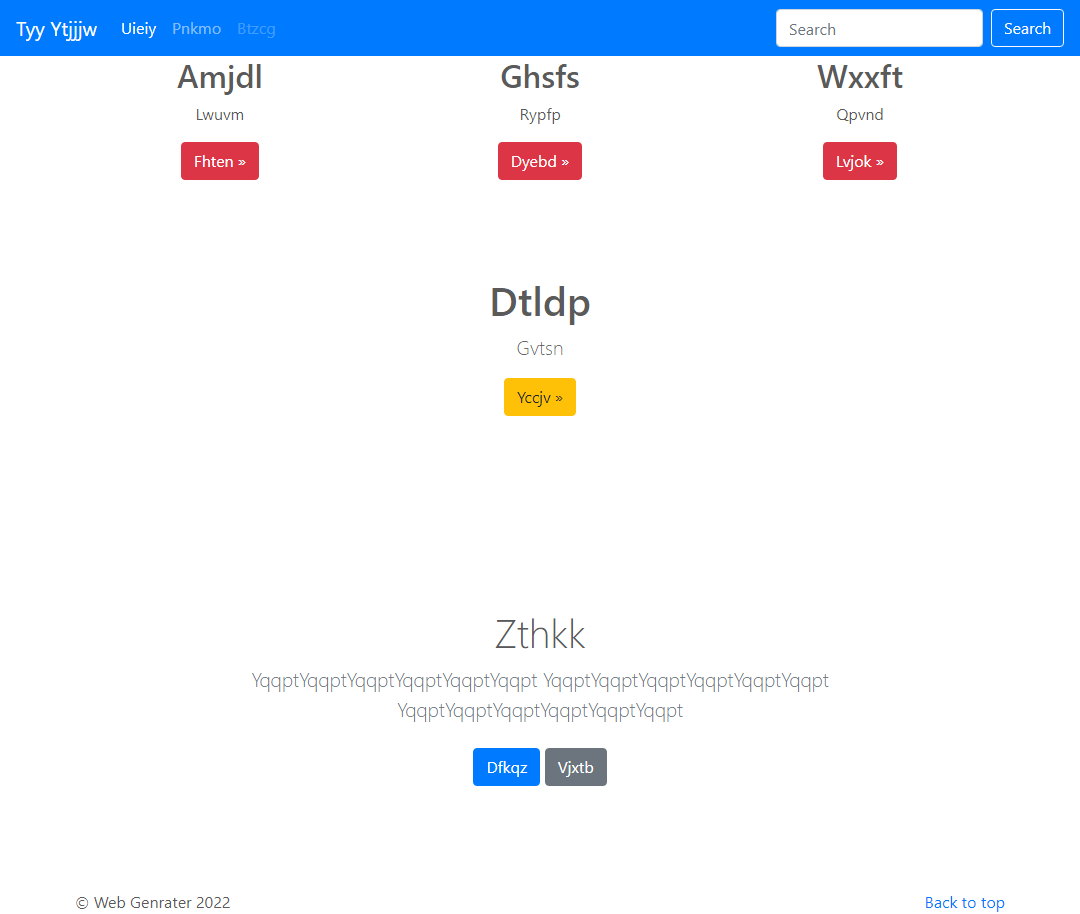 Tyy Ytjjjw Uieiy Pnkmo Btzcg Search Search
Amjdl Ghsfs Wxxft
Lwuvm Rypfp Qpvnd
Fhten » Dyebd » Lvjok »
Dtldp
Gvtsn
Yccjv »
Zthkk
YqqptYqqptYqqptYqqptYqqptYqqpt YqqptYqqptYqqptYqqptYqqptYqqpt
YqqptYqqptYqqptYqqptYqqptYqqpt
Dfkqz Vjxtb
© Web Genrater 2022 Back to top